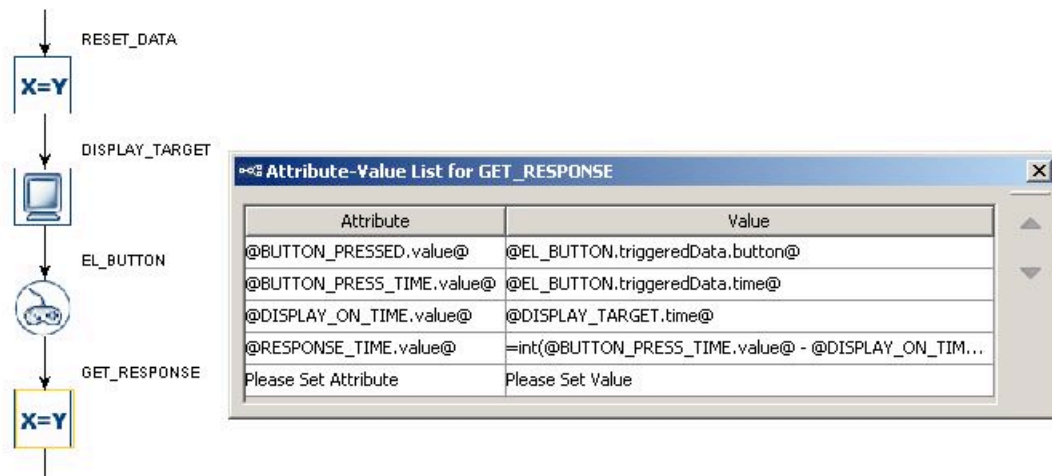 RESET_DATA
X=Y
DISPLAY_TARGET
EL_BUTTON
GET_RESPONSE
X=Y
Attribute-Value List for GET_RESPONSE
Attribute Value
@BUTTON_PRESSED.value@ @EL_BUTTON.triggeredData.button@
@BUTTON_PRESS_TIME.value@ @EL_BUTTON.triggeredData.time@
@DISPLAY_ON_TIME.value@ @DISPLAY_TARGET.time@
@RESPONSE_TIME.value@ =int(@BUTTON_PRESS_TIME.value@ - @DISPLAY_ON_TIM...
Please Set Attribute Please Set Value